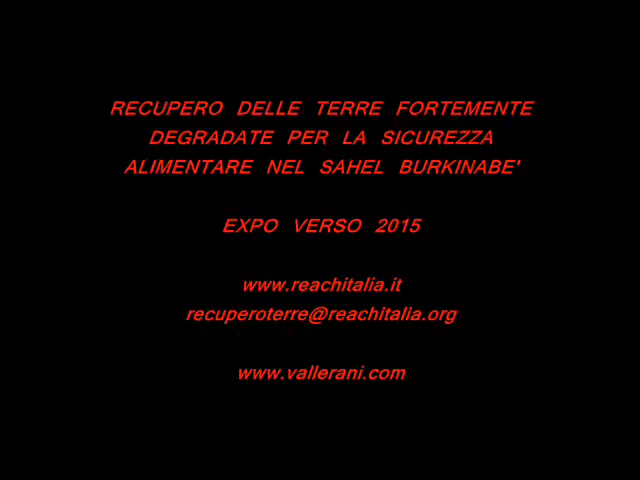 RECUPERO DELLE TERRE FORTEMENTE
DEGRADATE PER LA SICUREZZA
ALIMENTARE NEL SAHEL BURKINABE'
EXPO VERSO 2015
www.reachitalia.it
recuperoterre@reachitalia.org
www.vallerani.com